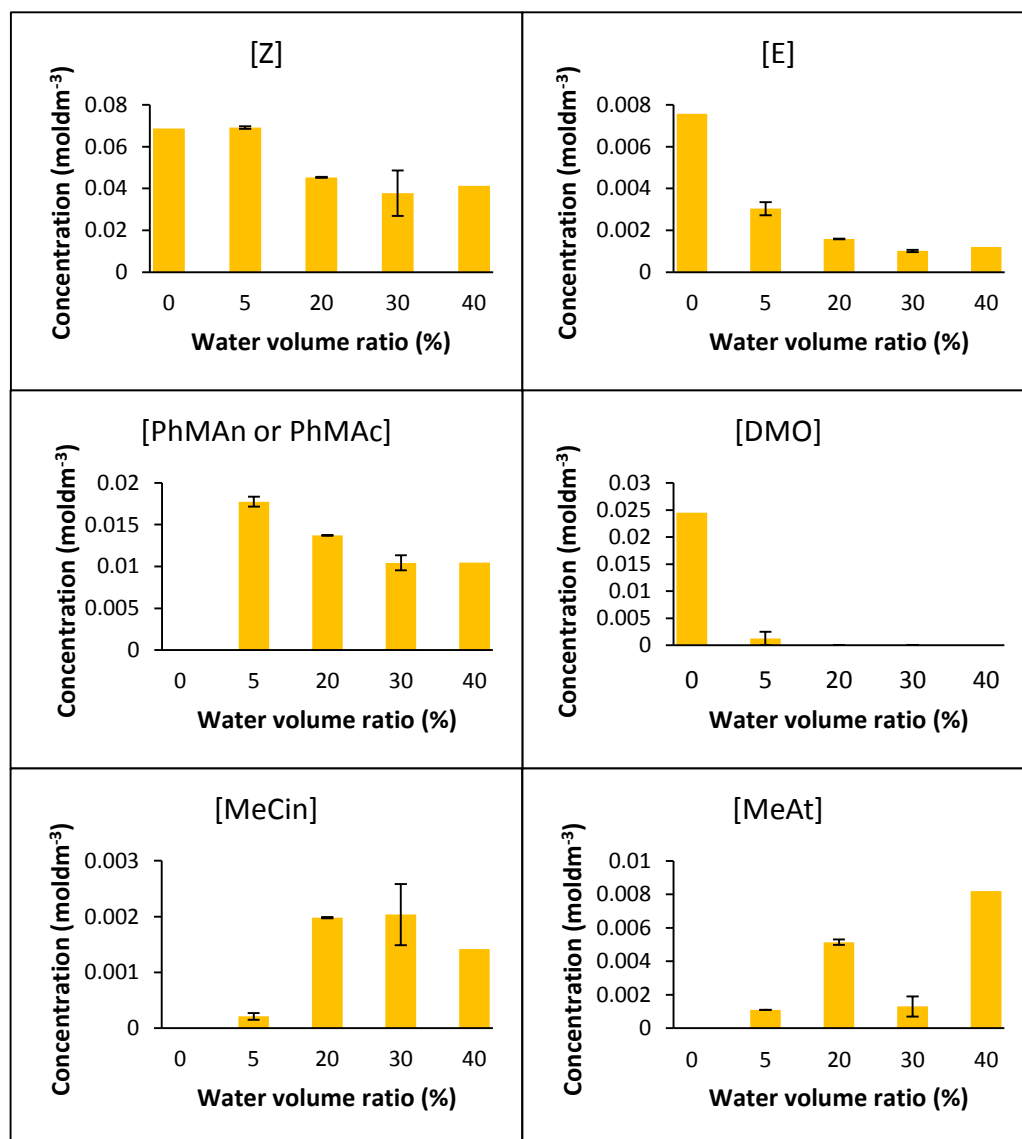 [Z]
Concentration (moldm-3)
0.08
0.06
0.04
0.02
0
0 5 20 30 40
Water volume ratio (%)
[E]
Concentration (moldm-3)
0.008
0.006
0.004
0.002
0
0 5 20 30 40
Water volume ratio (%)
[PhMAn or PhMAc]
Concentration (moldm-3)
0.02
0.015
0.01
0.005
0
0 5 20 30 40
Water volume ratio (%)
[DMO]
Concentration (moldm-3)
0.03
0.025
0.02
0.015
0.01
0.005
0
0 5 20 30 40
Water volume ratio (%)
[MeCin]
Concentration (moldm-3)
0.003
0.002
0.001
0
0 5 20 30 40
Water volume ratio (%)
[MeAt]
Concentration (moldm-3)
0.01
0.008
0.006
0.004
0.002
0
0 5 20 30 40
Water volume ratio (%)